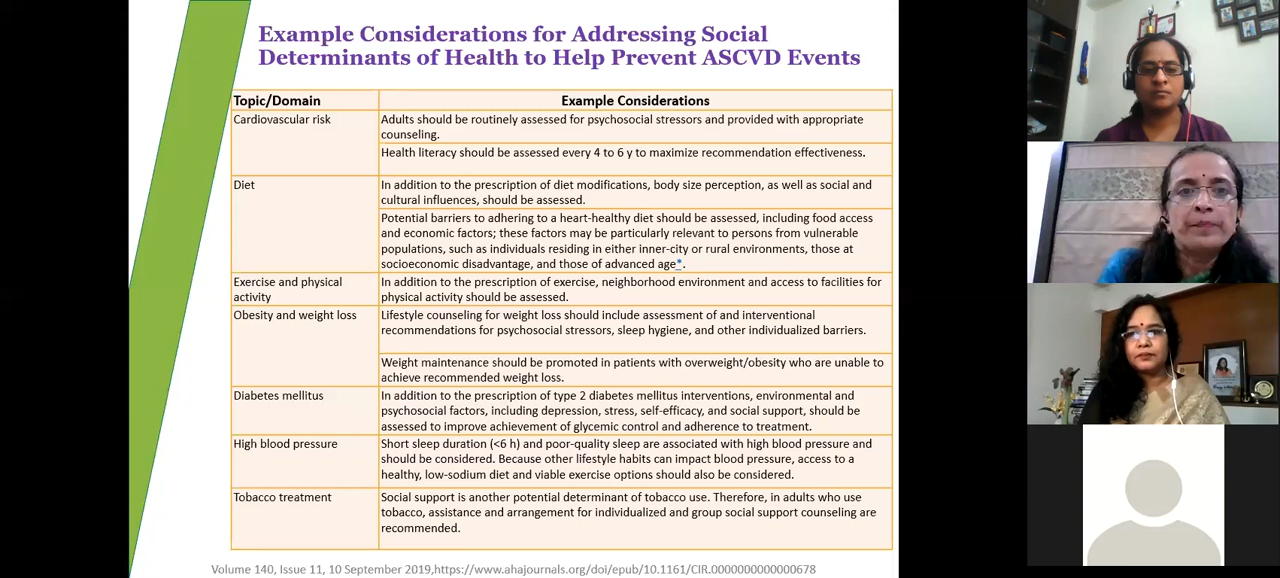 Example Considerations for Addressing Social
Determinants of Health to Help Prevent ASCVD Events
Topic/Domain
Example Considerations
Cardiovascular risk
Adults should be routinely assessed for psychosocial stressors and provided with appropriate
counseling.
Health literacy should be assessed every 4 to 6 y to maximize recommendation effectiveness.
Diet
In addition to the prescription of diet modifications, body size perception, as well as social and
cultural influences, should be assessed.
Potential barriers to adhering to a heart-healthy diet should be assessed, including food access
and economic factors; these factors may be particularly relevant to persons from vulnerable
populations, such as individuals residing in either inner-city or rural environments, those at
socioeconomic disadvantage, and those of advanced age*.
Exercise and physical
activity
In addition to the prescription of exercise, neighborhood environment and access to facilities for
physical activity should be assessed.
Obesity and weight loss
Lifestyle counseling for weight loss should include assessment of and interventional
recommendations for psychosocial stressors, sleep hygiene, and other individualized barriers.
Weight maintenance should be promoted in patients with overweight/obesity who are unable to
achieve recommended weight loss.
Diabetes mellitus
In addition to the prescription of type 2 diabetes mellitus interventions, environmental and
psychosocial factors, including depression, stress, self-efficacy, and social support, should be
assessed to improve achievement of glycemic control and adherence to treatment.
High blood pressure
Short sleep duration (<6 h) and poor-quality sleep are associated with high blood pressure and
should be considered. Because other lifestyle habits can impact blood pressure, access to a
healthy, low-sodium diet and viable exercise options should also be considered.
Tobacco treatment
Social support is another potential determinant of tobacco use. Therefore, in adults who use
tobacco, assistance and arrangement for individualized and group social support counseling are
recommended.
Volume 140, Issue 11, 10 September 2019,https://www.ahajournals.org/doi/epub/10.1161/CIR.0000000000000678